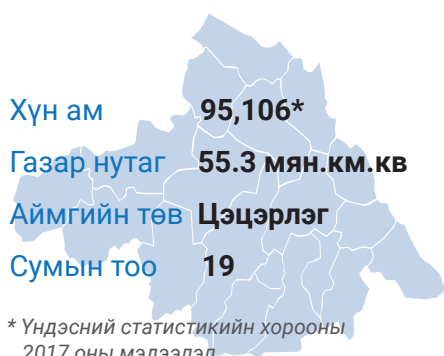 Хүн ам 95,106*
Газар нутаг 55.3 мян.км.кв
Аймгийн төв Цэцэрлэг
Сумын тоо 19
* Үндэсний статистикийн хорооны
2017 оны мэдээлэл